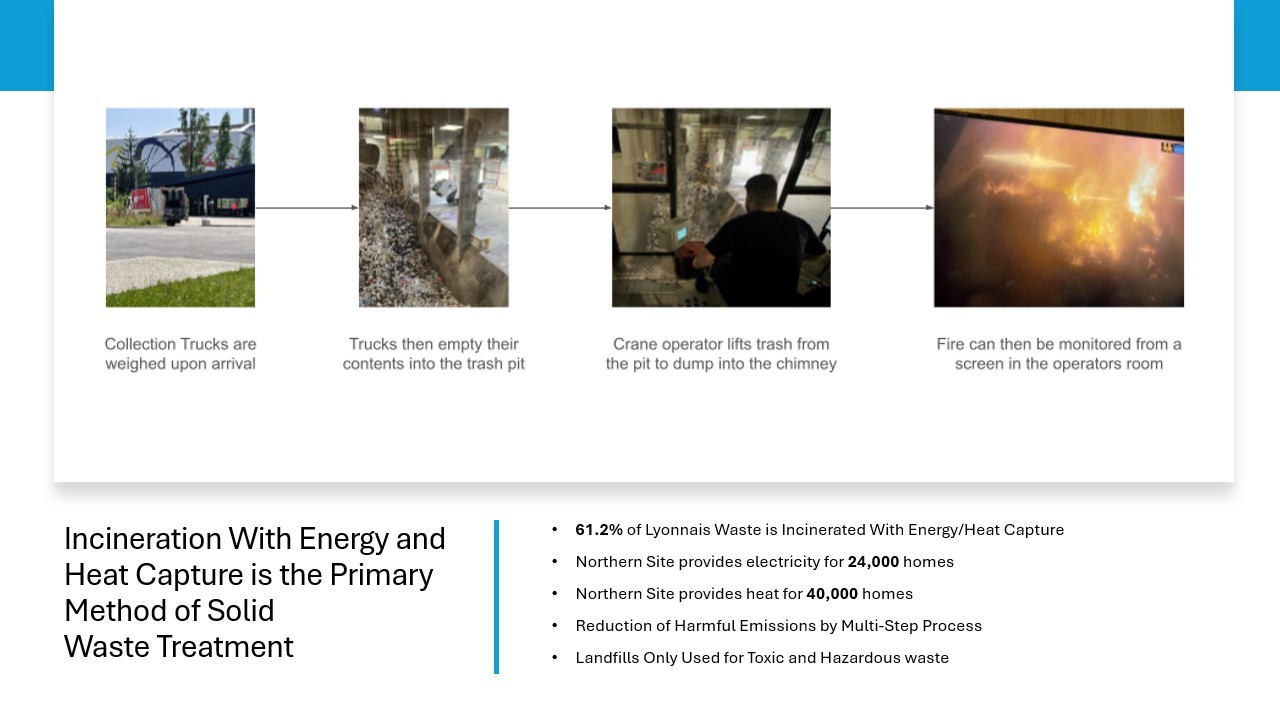 Collection Trucks are
weighed upon arrival
Trucks then empty their
contents into the trash pit
Crane operator lifts trash from
the pit to dump into the chimney
Fire can then be monitored from a
screen in the operators room
Incineration With Energy and
Heat Capture is the Primary
Method of Solid
Waste Treatment
• 61.2% of Lyonnais Waste is Incinerated With Energy/Heat Capture
• Northern Site provides electricity for 24,000 homes
• Northern Site provides heat for 40,000 homes
• Reduction of Harmful Emissions by Multi-Step Process
• Landfills Only Used for Toxic and Hazardous waste